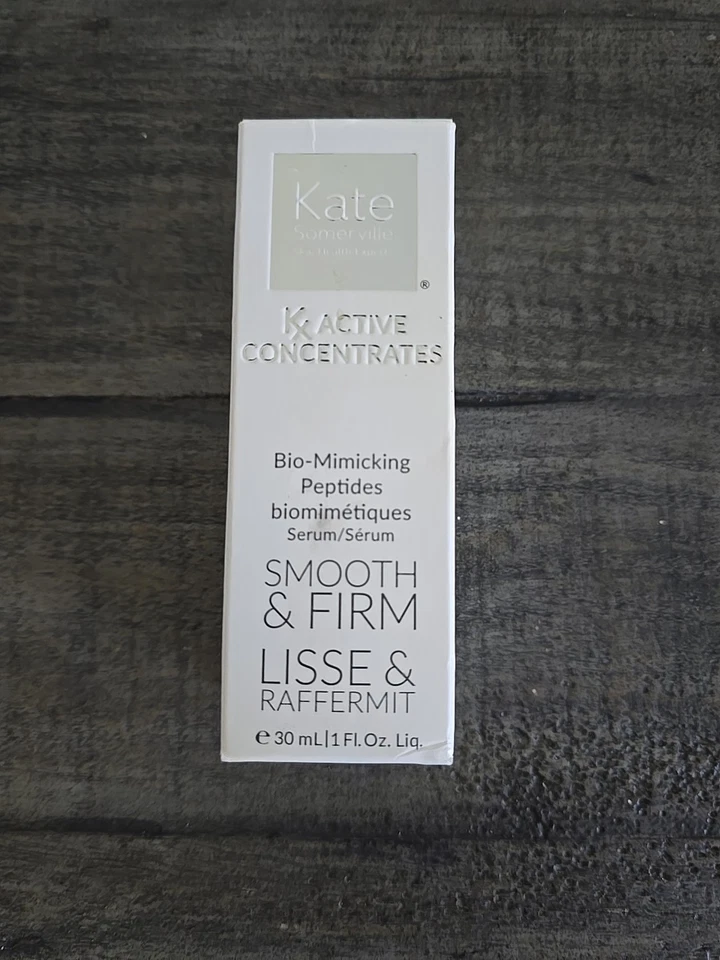 Kate
Somerville
®
Kx ACTIVE
CONCENTRATES
Bio-Mimicking
Peptides
biomimétiques
Serum/Sérum
SMOOTH
& FIRM
LISSE &
RAFFERMIT
e 30 mL|1 Fl. Oz. Liq.